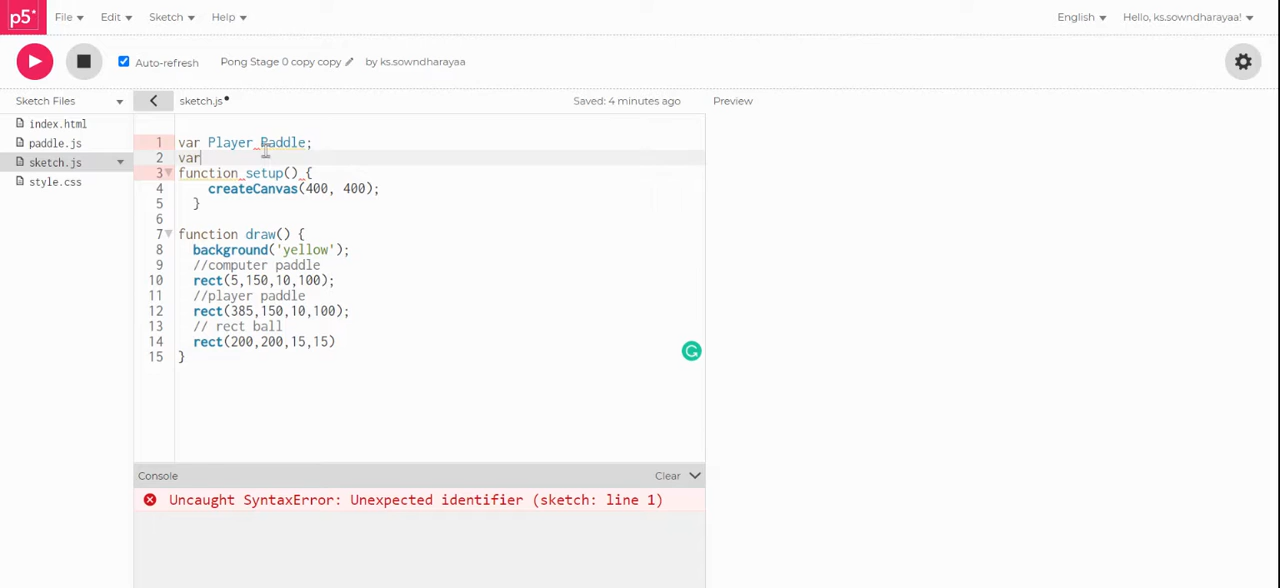 p5* File Edit Sketch Help English Hello, ks.sowndharayaa!
Auto-refresh Pong Stage 0 copy copy by ks.sowndharayaa
Sketch Files sketch.js Saved: 4 minutes ago Preview
index.html
paddle.js
sketch.js
style.css
1 var Player Paddle;
2 var
3 function setup() {
4 createCanvas(400, 400);
5 }
6
7 function draw() {
8 background('yellow');
9 //computer paddle
10 rect(5,150,10,100);
11 //player paddle
12 rect(385,150,10,100);
13 // rect ball
14 rect(200,200,15,15)
15 }
Console Clear
Uncaught SyntaxError: Unexpected identifier (sketch: line 1)